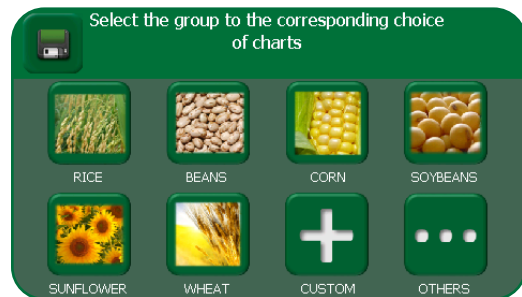 Select the group to the corresponding choice
of charts
RICE
BEANS
CORN
SOYBEANS
SUNFLOWER
WHEAT
CUSTOM
OTHERS